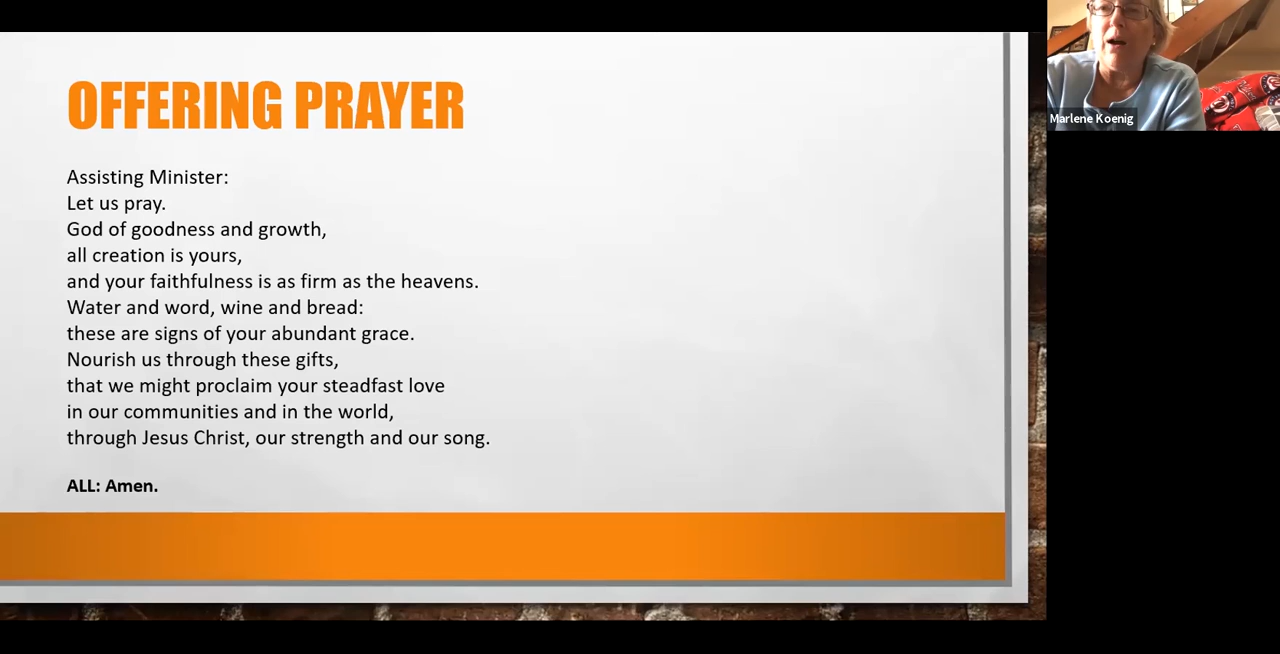 OFFERING PRAYER
Assisting Minister:
Let us pray.
God of goodness and growth,
all creation is yours,
and your faithfulness is as firm as the heavens.
Water and word, wine and bread:
these are signs of your abundant grace.
Nourish us through these gifts,
that we might proclaim your steadfast love
in our communities and in the world,
through Jesus Christ, our strength and our song.
ALL: Amen.
Marlene Koenig